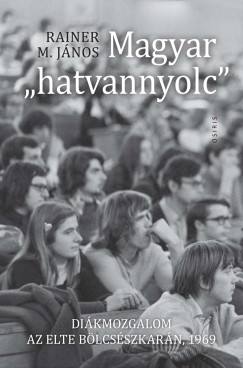 RAINER
M. JÁNOS
Magyar
„hatvannyolc”
OSIRIS
DIÁKMOZGALOM
AZ ELTE BÖLCSÉSZKARÁN, 1969